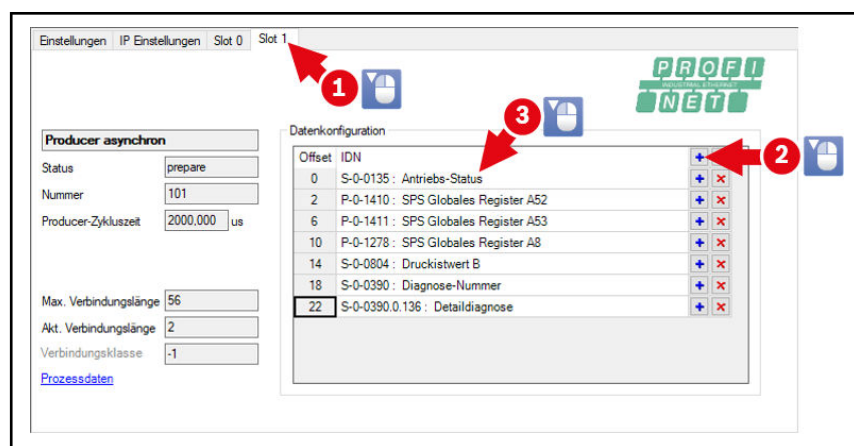 Einstellungen IP Einstellungen Slot 0 Slot 1
1
PROFI
INDUSTRIAL ETHERNET
NET
3
2
Producer asynchron
Status prepare
Nummer 101
Producer-Zykluszeit 2000,000 us
Max. Verbindungslänge 56
Akt. Verbindungslänge 2
Verbindungsklasse -1
Prozessdaten
Datenkonfiguration
Offset IDN
0 S-0-0135 : Antriebs-Status
2 P-0-1410 : SPS Globales Register A52
6 P-0-1411 : SPS Globales Register A53
10 P-0-1278 : SPS Globales Register A8
14 S-0-0804 : Druckistwert B
18 S-0-0390 : Diagnose-Nummer
22 S-0-0390.0.136 : Detaildiagnose